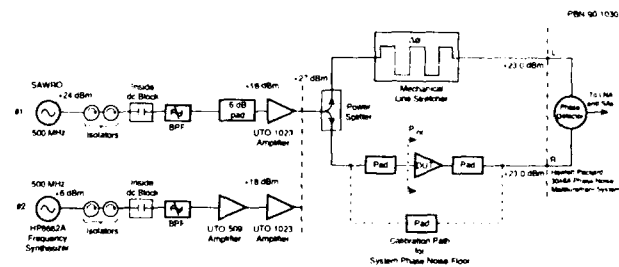 PBN 90 1030
Δø
L
+23.0 dBm
Mechanical
Line Stretcher
To LNA
and SAs
Phase
Detector
SAWRO
+24 dBm
Inside
dc Block
+18 dBm
+27 dBm
#1
6 dB
pad
500 MHz
Isolators
BPF
UTO 1023
Amplifier
Power
Splitter
Pad
DUT
Pad
R
+23.0 dBm
Hewlett Packard
Phase Noise
Measurement System
500 MHz
+6 dBm
Inside
dc Block
+18 dBm
#2
HP8662A
Frequency
Synthesizer
Isolators
BPF
UTO 509
Amplifier
UTO 1023
Amplifier
Pad
Calibration Path
for
System Phase Noise Floor